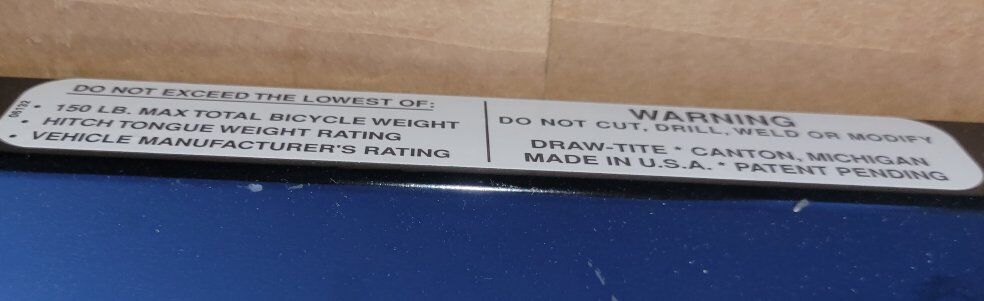 DO NOT EXCEED THE LOWEST OF:
• 150 LB. MAX TOTAL BICYCLE WEIGHT
HITCH TONGUE WEIGHT RATING
• VEHICLE MANUFACTURER'S RATING
06192
WARNING
DO NOT CUT, DRILL, WELD OR MODIFY
DRAW-TITE * CANTON, MICHIGAN
MADE IN U.S.A. * PATENT PENDING